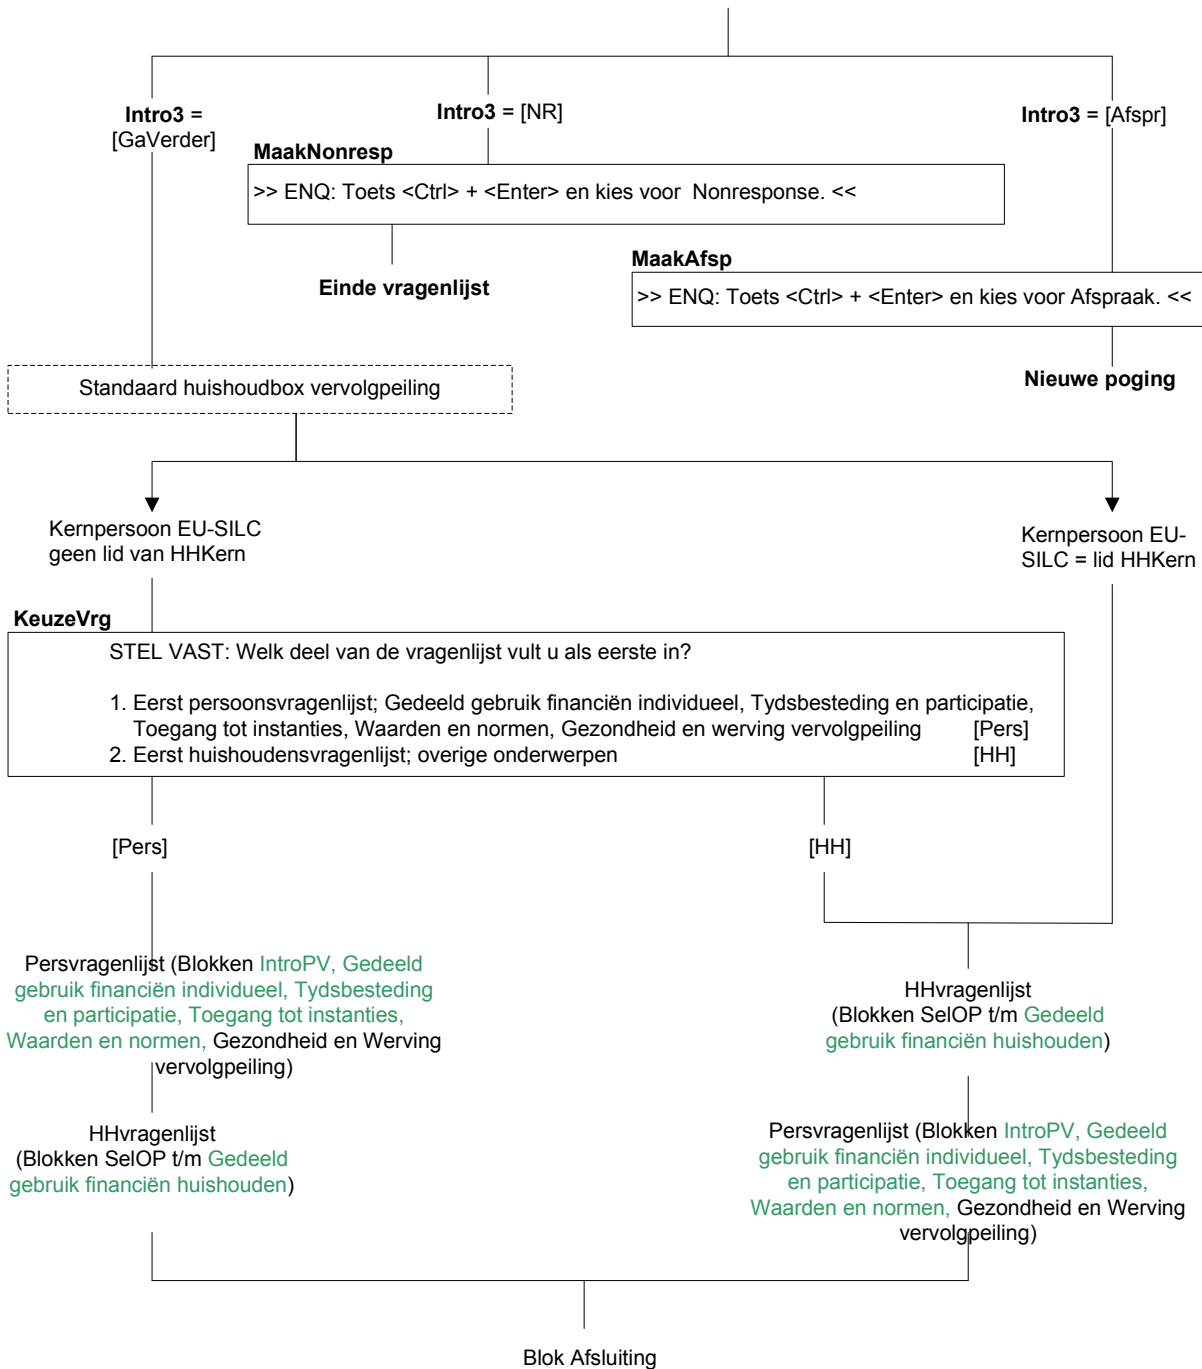 Intro3 =
[GaVerder]
Intro3 = [NR]
Intro3 = [Afspr]
MaakNonresp
>> ENQ: Toets <Ctrl> + <Enter> en kies voor Nonresponse. <<
Einde vragenlijst
MaakAfsp
>> ENQ: Toets <Ctrl> + <Enter> en kies voor Afspraak. <<
Nieuwe poging
Standaard huishoudbox vervolgpeiling
Kernpersoon EU-SILC
geen lid van HHKern
Kernpersoon EU-
SILC = lid HHKern
KeuzeVrg
STEL VAST: Welk deel van de vragenlijst vult u als eerste in?
1. Eerst persoonsvragenlijst; Gedeeld gebruik financiën individueel, Tydsbesteding en participatie,
Toegang tot instanties, Waarden en normen, Gezondheid en werving vervolgpeiling [Pers]
2. Eerst huishoudensvragenlijst; overige onderwerpen [HH]
[Pers]
[HH]
Persvragenlijst (Blokken IntroPV, Gedeeld
gebruik financiën individueel, Tydsbesteding
en participatie, Toegang tot instanties,
Waarden en normen, Gezondheid en Werving
vervolgpeiling)
HHvragenlijst
(Blokken SelOP t/m Gedeeld
gebruik financiën huishouden)
HHvragenlijst
(Blokken SelOP t/m Gedeeld
gebruik financiën huishouden)
Persvragenlijst (Blokken IntroPV, Gedeeld
gebruik financiën individueel, Tydsbesteding
en participatie, Toegang tot instanties,
Waarden en normen, Gezondheid en Werving
vervolgpeiling)
Blok Afsluiting